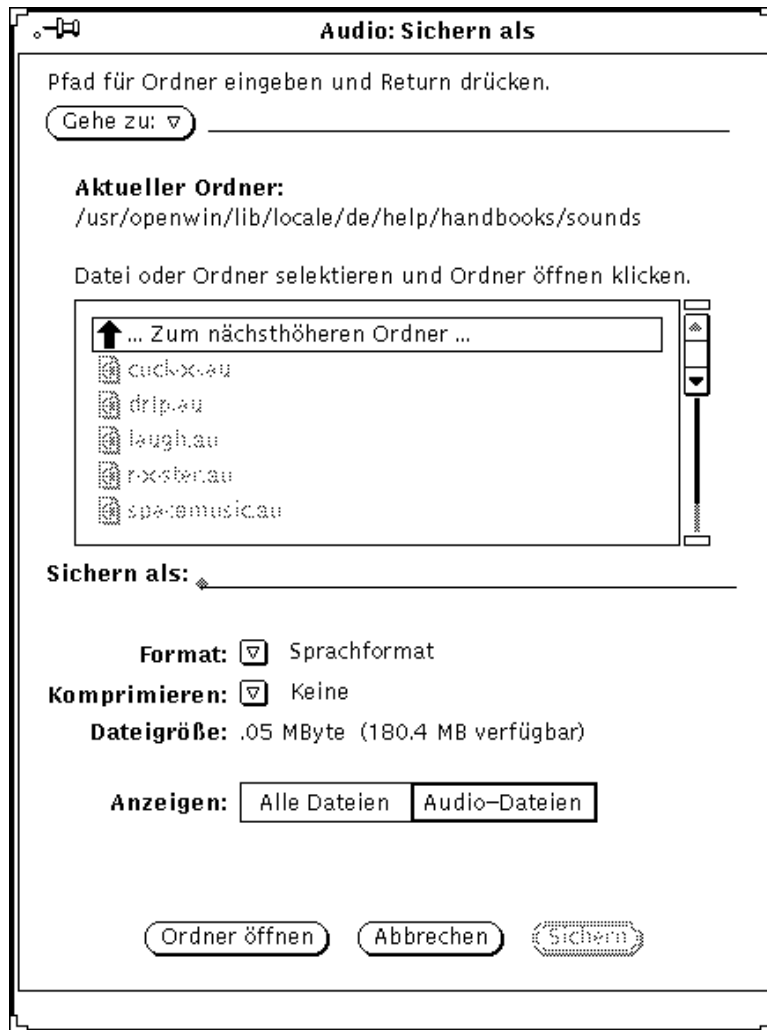 Audio: Sichern als
Pfad für Ordner eingeben und Return drücken.
Gehe zu:
Aktueller Ordner:
/usr/openwin/lib/locale/de/help/handbooks/sounds
Datei oder Ordner selektieren und Ordner öffnen klicken.
... Zum nächsthöheren Ordner ...
drip.au
laugh.au
spacemusic.au
Sichern als:
Format: Sprachformat
Komprimieren: Keine
Dateigröße: .05 MByte (180.4 MB verfügbar)
Anzeigen: Alle Dateien Audio-Dateien
Ordner öffnen Abbrechen Sichern